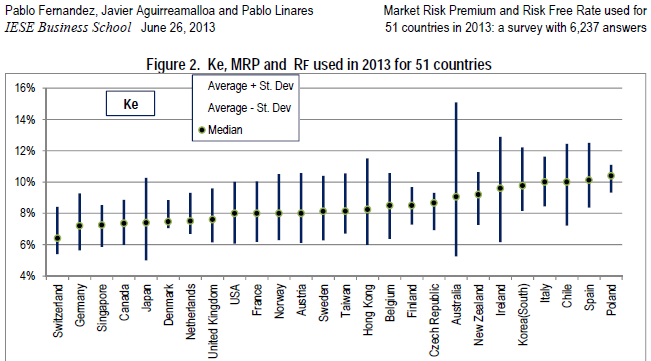 Pablo Fernandez, Javier Aguirreamalloa and Pablo Linares
IESE Business School June 26, 2013
Market Risk Premium and Risk Free Rate used for
51 countries in 2013: a survey with 6,237 answers
Figure 2. Ke, MRP and RF used in 2013 for 51 countries
Ke
Average + St. Dev
Average - St. Dev
Median
16%
14%
12%
10%
8%
6%
4%
Switzerland
Germany
Singapore
Canada
Japan
Denmark
Netherlands
United Kingdom
USA
France
Norway
Austria
Sweden
Taiwan
Hong Kong
Belgium
Finland
Czech Republic
Australia
New Zealand
Ireland
Korea(South)
Italy
Chile
Spain
Poland